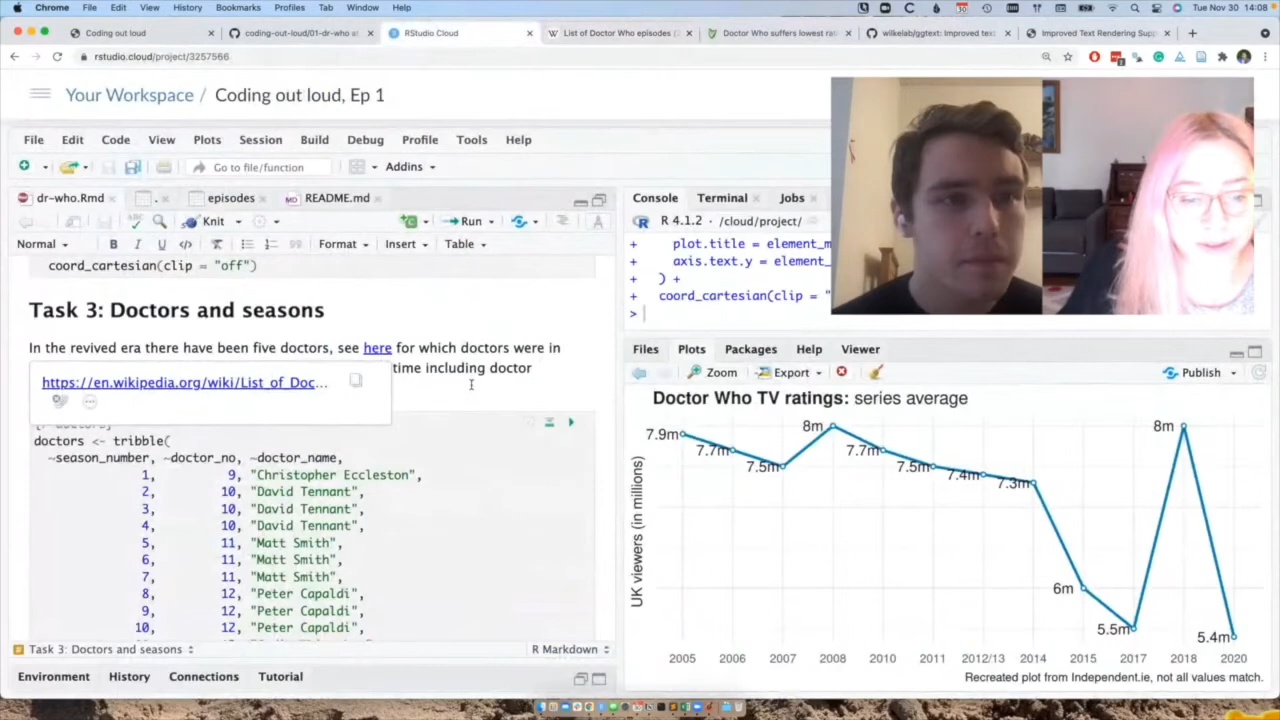 Chrome File Edit View History Bookmarks Profiles Tab Window Help
Tue Nov 30 14:08
Coding out loud
coding-out-loud/01-dr-who at
RStudio Cloud
List of Doctor Who episodes (2
Doctor Who suffers lowest rat
wilkelab/ggtext: Improved tex
Improved Text Rendering Supp
rstudio.cloud/project/3257566
Your Workspace / Coding out loud, Ep 1
File Edit Code View Plots Session Build Debug Profile Tools Help
Go to file/function
Addins
dr-who.Rmd
episodes
README.md
Knit
Run
Normal B I U </> Format Insert Table
coord_cartesian(clip = "off")
Task 3: Doctors and seasons
In the revived era there have been five doctors, see here for which doctors were in
time including doctor
https://en.wikipedia.org/wiki/List_of_Doc...
doctors <- tribble(
~season_number, ~doctor_no, ~doctor_name,
1, 9, "Christopher Eccleston",
2, 10, "David Tennant",
3, 10, "David Tennant",
4, 10, "David Tennant",
5, 11, "Matt Smith",
6, 11, "Matt Smith",
7, 11, "Matt Smith",
8, 12, "Peter Capaldi",
9, 12, "Peter Capaldi",
10, 12, "Peter Capaldi",
Task 3: Doctors and seasons
R Markdown
Environment History Connections Tutorial
Console Terminal Jobs
R 4.1.2 · /cloud/project/
+ plot.title = element_m
+ axis.text.y = element_
+ ) +
+ coord_cartesian(clip = "
>
Files Plots Packages Help Viewer
Zoom Export Publish
Doctor Who TV ratings: series average
UK viewers (in millions)
7.9m 7.7m 7.5m 8m 7.7m 7.5m 7.4m 7.3m 6m 5.5m 8m 5.4m
2005 2006 2007 2008 2010 2011 2012/13 2014 2015 2017 2018 2020
Recreated plot from Independent.ie, not all values match.